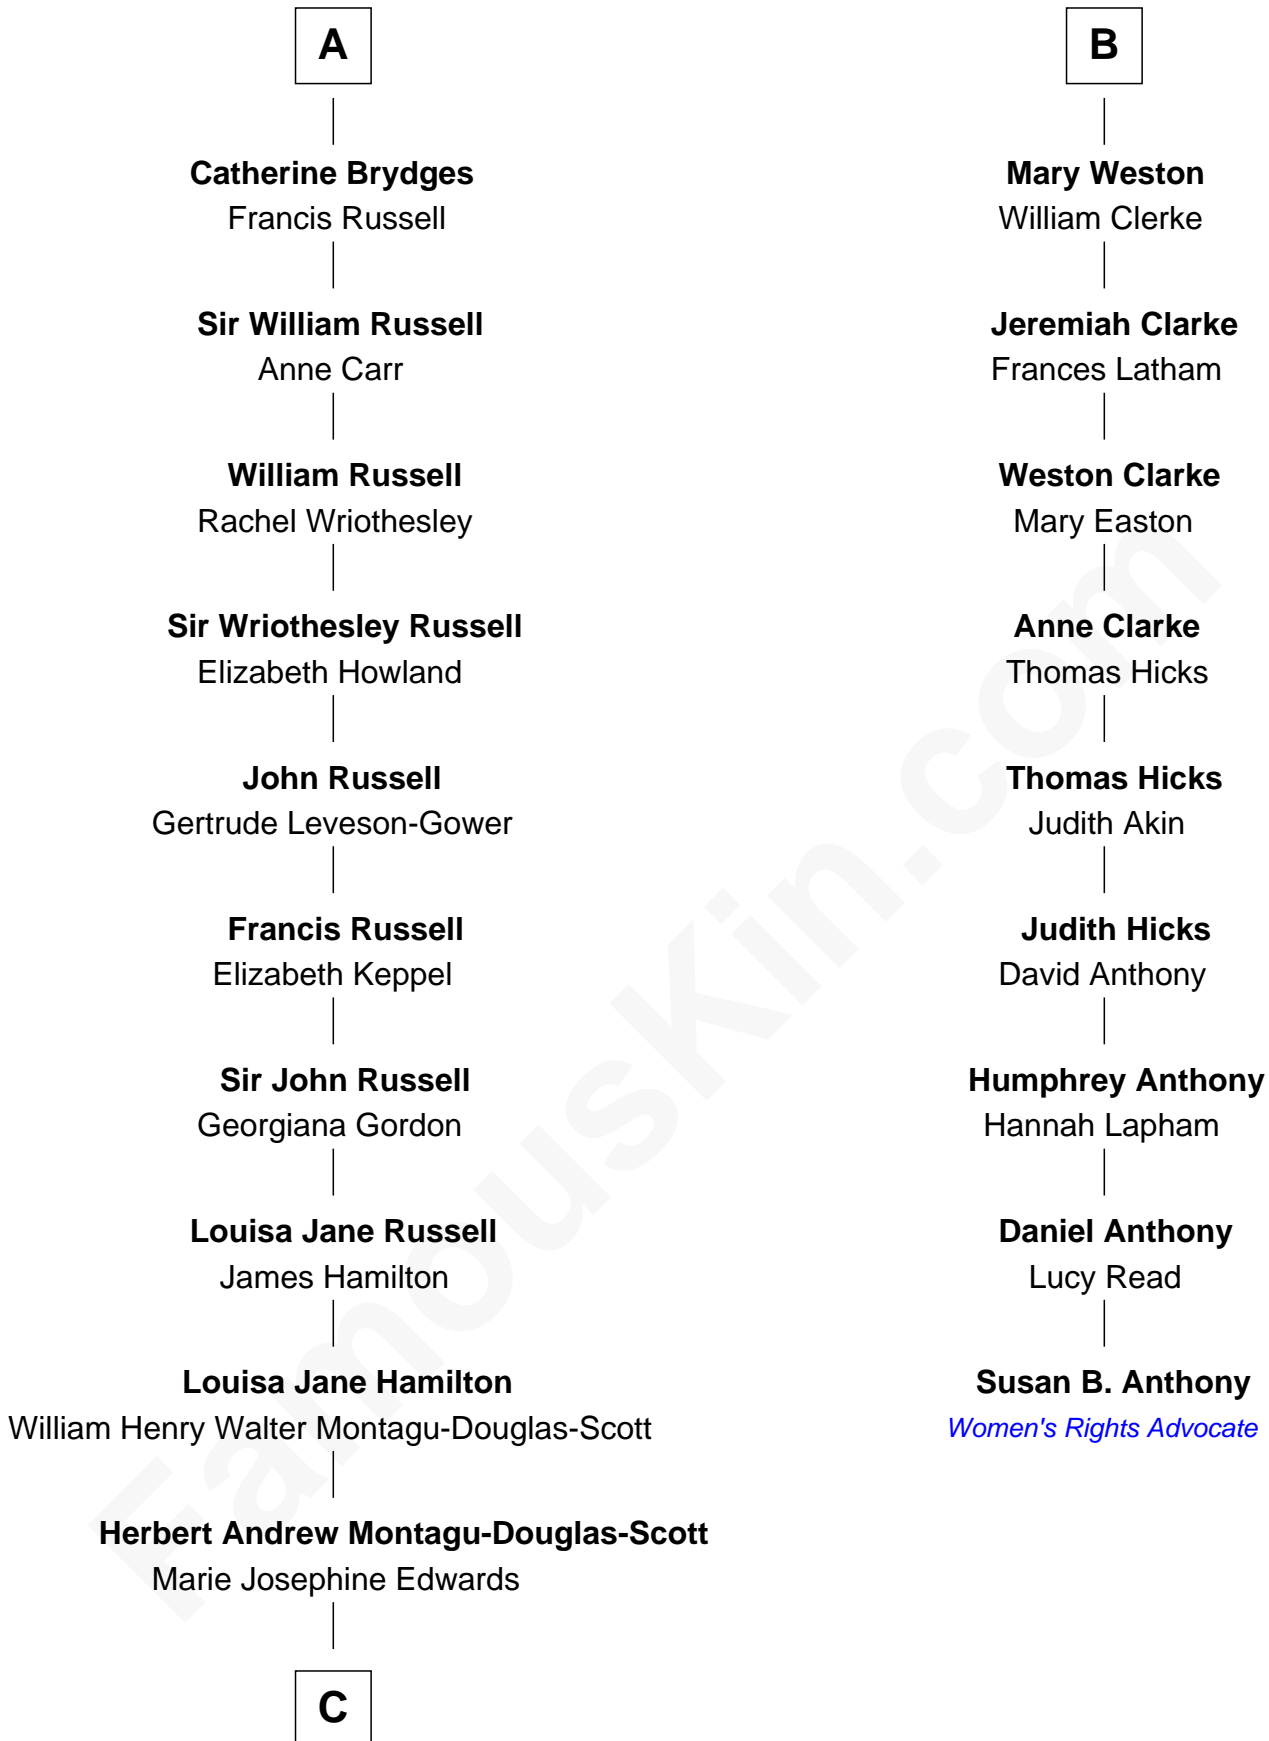 A
Catherine Brydges
Francis Russell
Sir William Russell
Anne Carr
William Russell
Rachel Wriothesley
Sir Wriothesley Russell
Elizabeth Howland
John Russell
Gertrude Leveson-Gower
Francis Russell
Elizabeth Keppel
Sir John Russell
Georgiana Gordon
Louisa Jane Russell
James Hamilton
Louisa Jane Hamilton
William Henry Walter Montagu-Douglas-Scott
Herbert Andrew Montagu-Douglas-Scott
Marie Josephine Edwards
C
B
Mary Weston
William Clerke
Jeremiah Clarke
Frances Latham
Weston Clarke
Mary Easton
Anne Clarke
Thomas Hicks
Thomas Hicks
Judith Akin
Judith Hicks
David Anthony
Humphrey Anthony
Hannah Lapham
Daniel Anthony
Lucy Read
Susan B. Anthony
Women's Rights Advocate
FamousKin.com